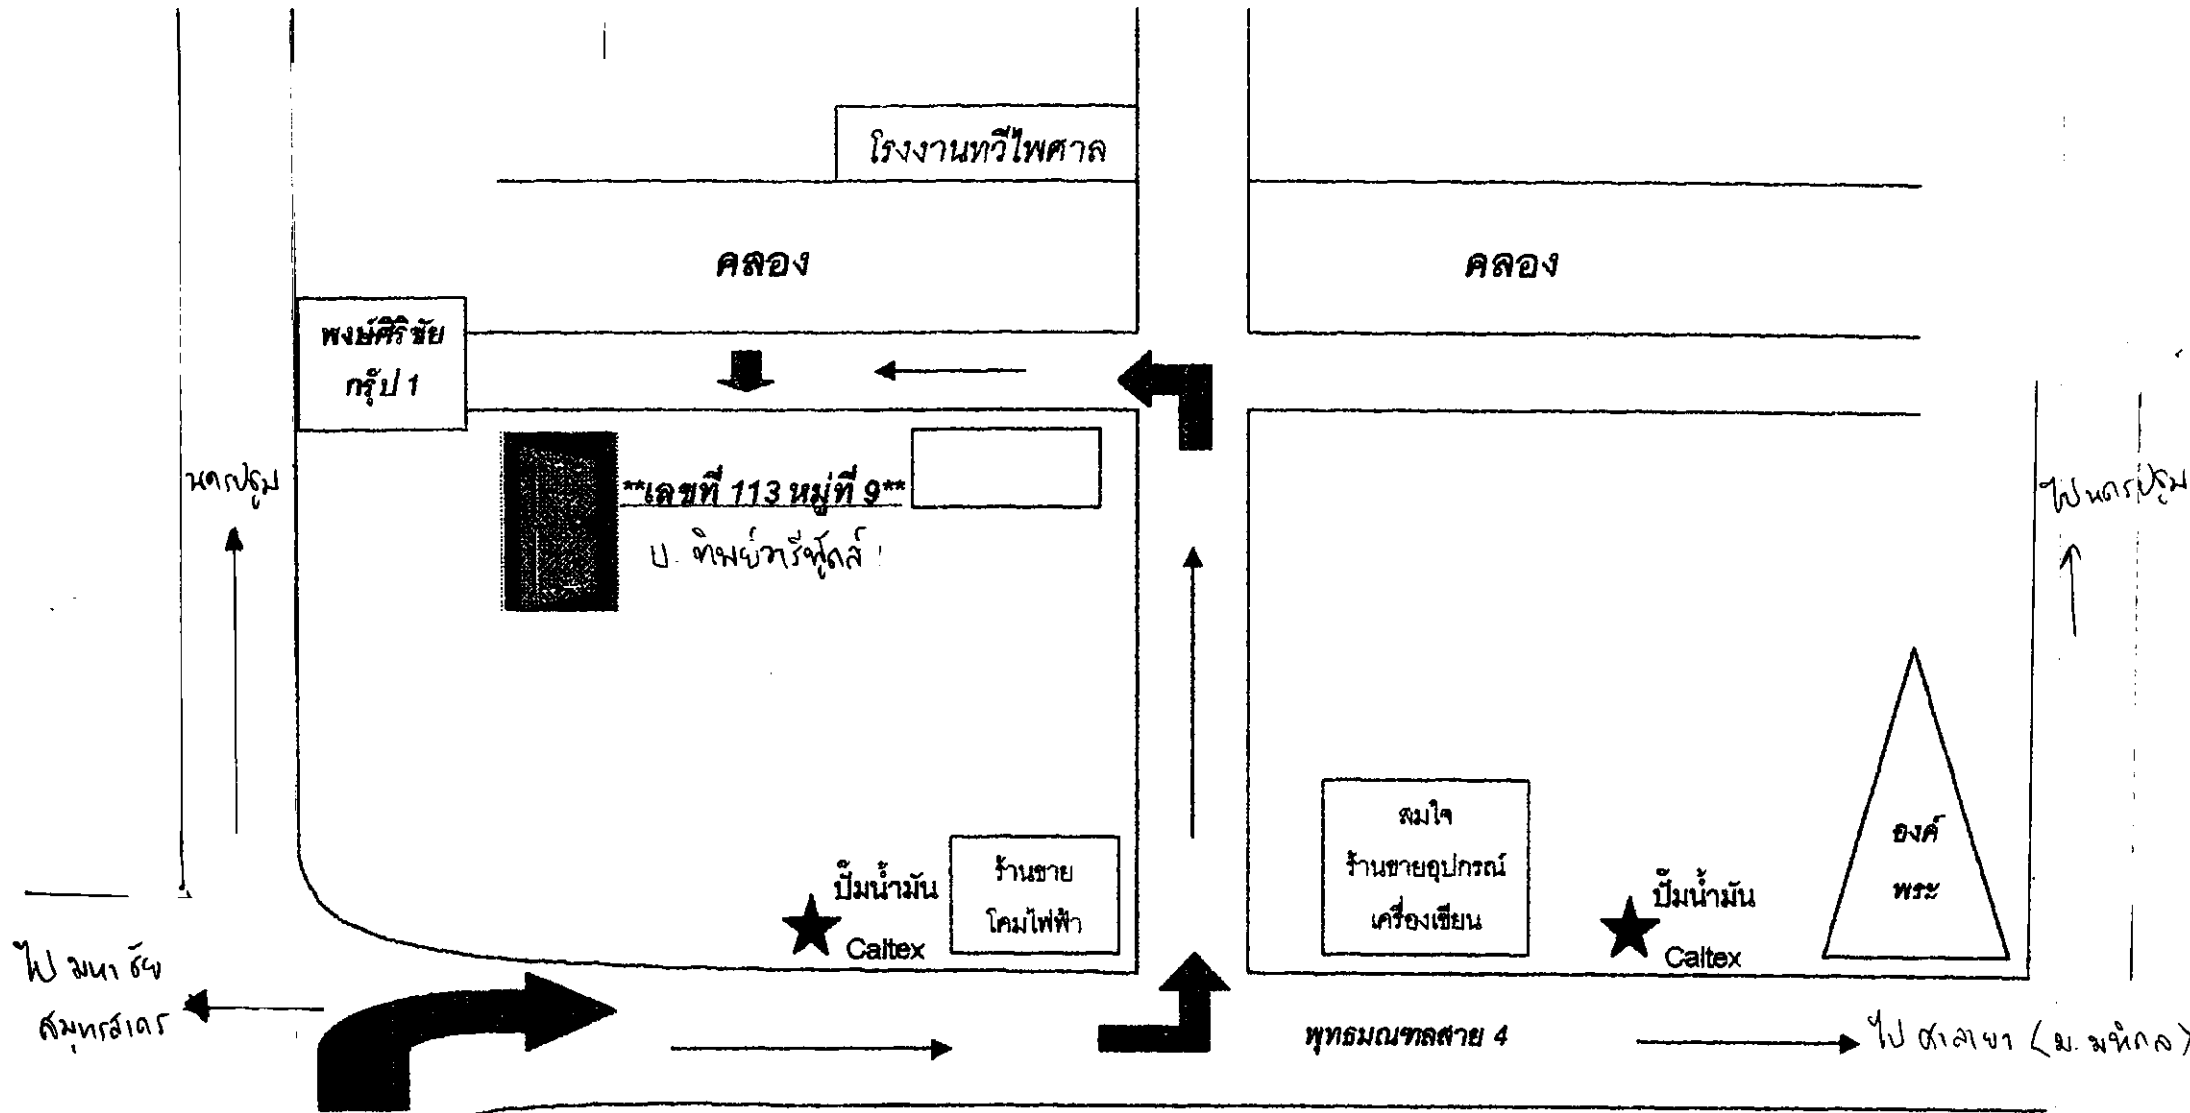 โรงงานทวีไพศาล
คลอง
คลอง
พงษ์ศิริชัย
กรุ๊ป 1
นครปฐม
**เลขที่ 113 หมู่ที่ 9**
บ. ทิพย์วารีฟู้ดส์
ไปนครปฐม
สมใจ
ร้านขายอุปกรณ์
เครื่องเขียน
องค์
พระ
ปั๊มน้ำมัน
Caltex
ร้านขาย
โคมไฟฟ้า
ปั๊มน้ำมัน
Caltex
ไป มหาชัย
สมุทรสาคร
พุทธมณฑลสาย 4
ไป ศาลายา (ม. มหิดล)